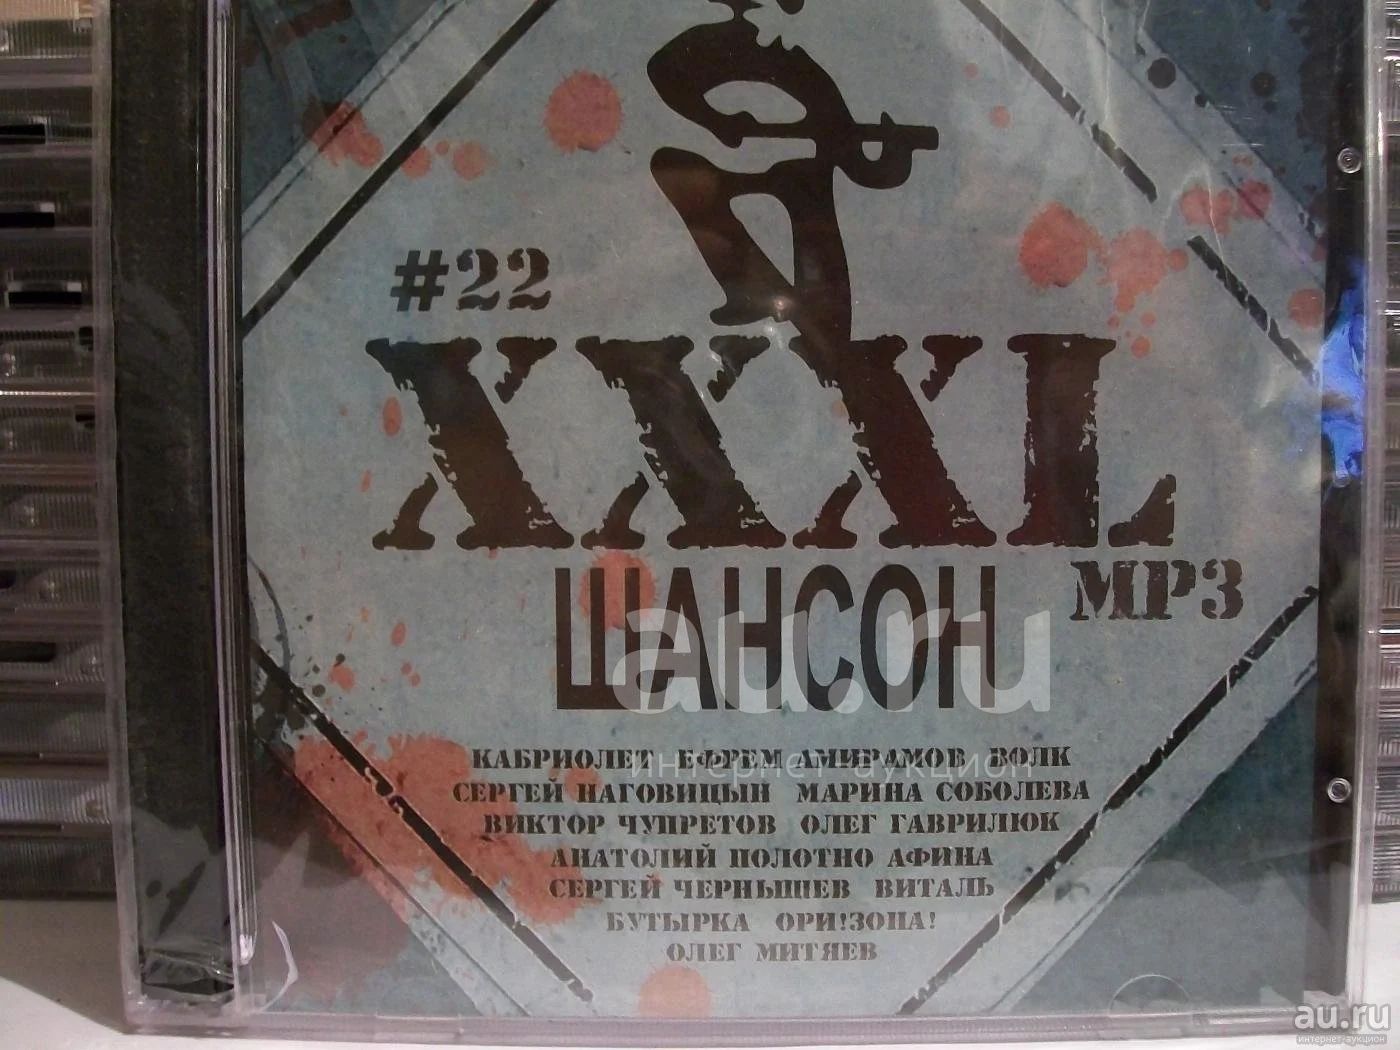 #22
XXXL
ШАНСОН MP3
au.ru
интернет-аукцион
КАБРИОЛЕТ ЕФРЕМ АМИРАМОВ ВОЛК
СЕРГЕЙ НАГОВИЦЫН МАРИНА СОБОЛЕВА
ВИКТОР ЧУПРЕТОВ ОЛЕГ ГАВРИЛЮК
АНАТОЛИЙ ПОЛОТНО АФИНА
СЕРГЕЙ ЧЕРНЫШЕВ ВИТАЛЬ
БУТЫРКА ОРИ!ЗОНА!
ОЛЕГ МИТЯЕВ
au.ru
интернет-аукцион